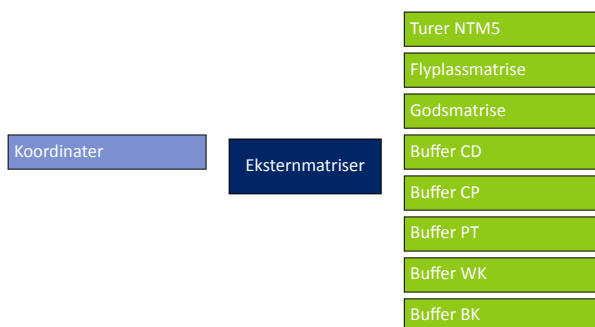 Koordinater
Eksternmatriser
Turer NTM5
Flyplassmatrise
Godsmatrise
Buffer CD
Buffer CP
Buffer PT
Buffer WK
Buffer BK